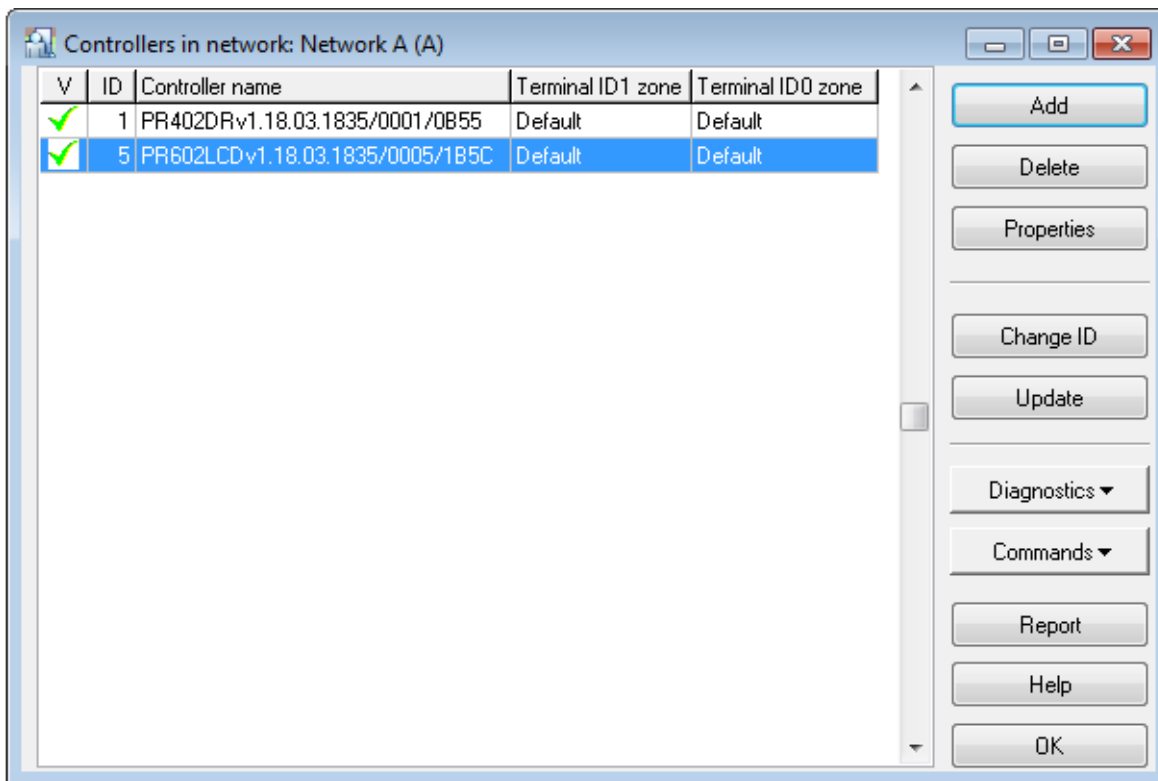 Controllers in network: Network A (A)
V ID Controller name Terminal ID1 zone Terminal ID0 zone
1 PR402DRv1.18.03.1835/0001/0B55 Default Default
5 PR602LCDv1.18.03.1835/0005/1B5C Default Default
Add
Delete
Properties
Change ID
Update
Diagnostics
Commands
Report
Help
OK